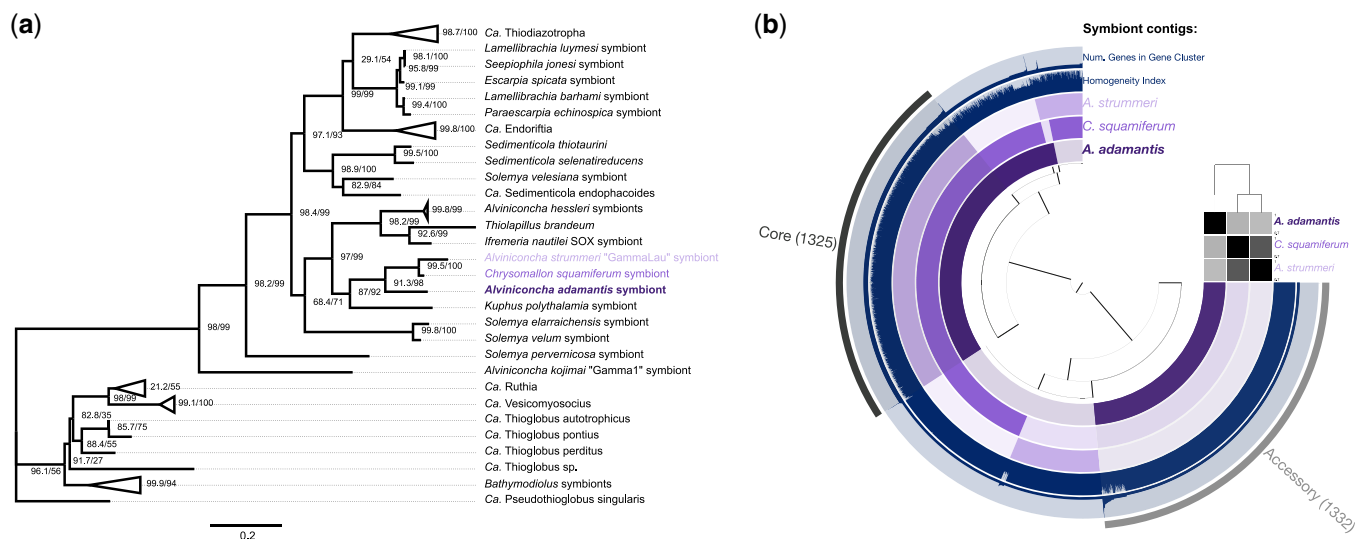 (a)
98.7/100
Ca. Thiodiazotropha
Lamellibrachia luymesi symbiont
29.1/54
98.1/100
95.8/99
Seepiophila jonesi symbiont
99.1/99
Escarpia spicata symbiont
99/99
Lamellibrachia barhami symbiont
99.4/100
Paraescarpia echinospica symbiont
97.1/93
99.8/100
Ca. Endoriftia
Sedimenticola thiotaurini
99.5/100
Sedimenticola selenatireducens
98.9/100
Solemya velesiana symbiont
82.9/84
Ca. Sedimenticola endophacoides
98.4/99
99.8/99
Alviniconcha hessleri symbionts
98.2/99
Thiolapillus brandeum
92.6/99
Ifremeria nautilei SOX symbiont
97/99
Alviniconcha strummeri "GammaLau" symbiont
99.5/100
98.2/99
Chrysomallon squamiferum symbiont
91.3/98
87/92
Alviniconcha adamantis symbiont
68.4/71
Kuphus polythalamia symbiont
98/99
Solemya elarraichensis symbiont
99.8/100
Solemya velum symbiont
Solemya pervernicosa symbiont
Alviniconcha kojimai "Gamma1" symbiont
21.2/55
Ca. Ruthia
98/99
99.1/100
Ca. Vesicomyosocius
82.8/35
Ca. Thioglobus autotrophicus
85.7/75
Ca. Thioglobus pontius
88.4/55
Ca. Thioglobus perditus
91.7/27
96.1/56
Ca. Thioglobus sp.
99.9/94
Bathymodiolus symbionts
Ca. Pseudothioglobus singularis
0.2
(b)
Symbiont contigs:
Num. Genes in Gene Cluster
Homogeneity Index
A. strummeri
C. squamiferum
A. adamantis
Core (1325)
A. adamantis
C. squamiferum
A. strummeri
Accessory (1332)